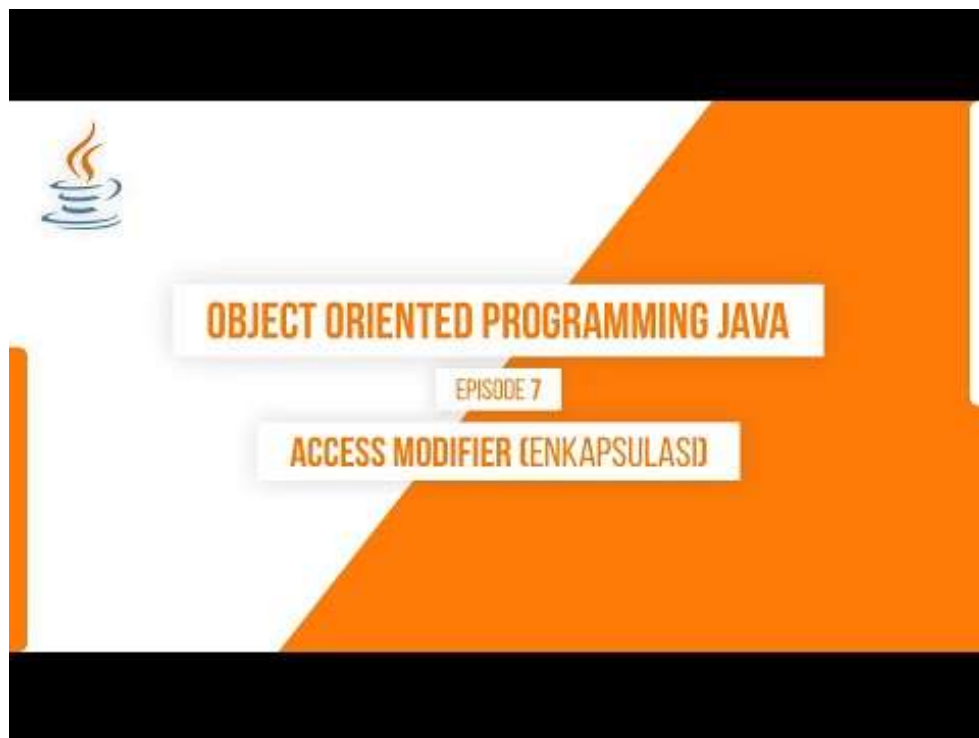 OBJECT ORIENTED PROGRAMMING JAVA
EPISODE 7
ACCESS MODIFIER (ENKAPSULASI)